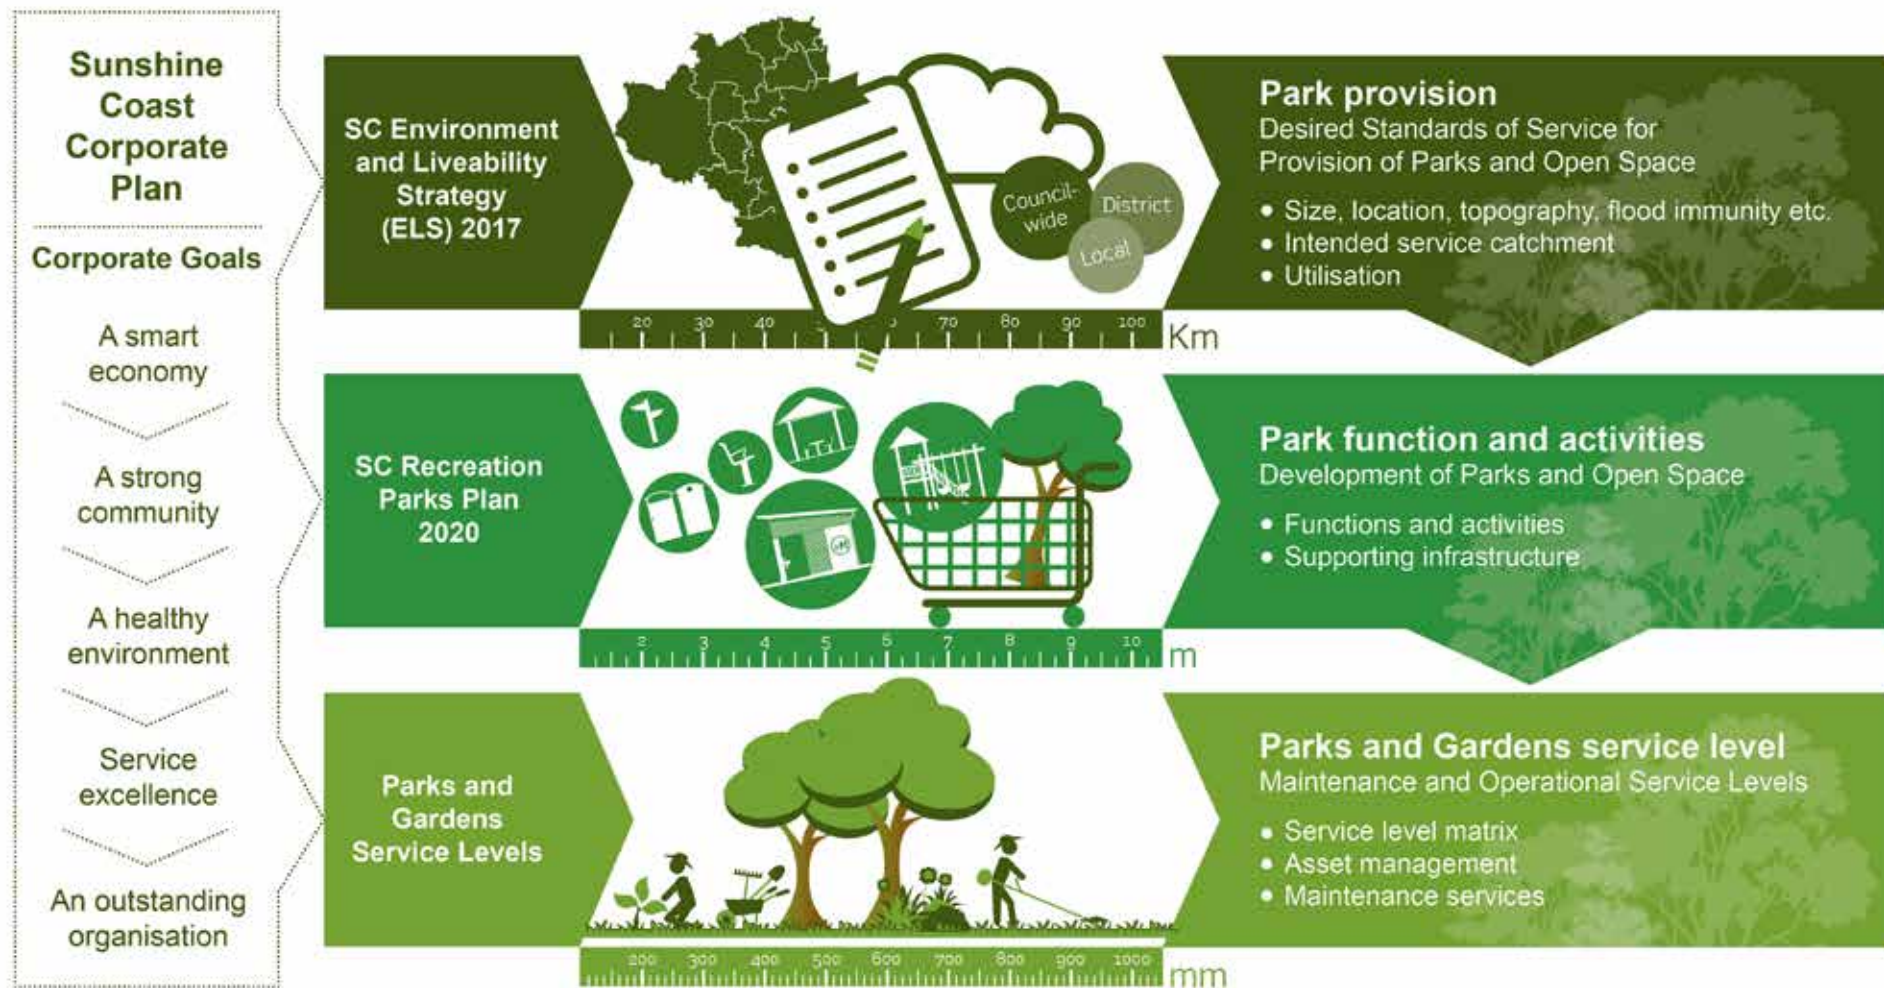 Sunshine
Coast
Corporate
Plan
Corporate Goals
A smart
economy
A strong
community
A healthy
environment
Service
excellence
An outstanding
organisation
SC Environment
and Liveability
Strategy
(ELS) 2017
Council-
wide
District
Local
20 30 40 70 80 90 100 Km
Park provision
Desired Standards of Service for
Provision of Parks and Open Space
• Size, location, topography, flood immunity etc.
• Intended service catchment
• Utilisation
SC Recreation
Parks Plan
2020
2 3 4 5 6 7 8 9 10 m
Park function and activities
Development of Parks and Open Space
• Functions and activities
• Supporting infrastructure
Parks and
Gardens
Service Levels
200 300 400 500 600 700 800 900 1000 mm
Parks and Gardens service level
Maintenance and Operational Service Levels
• Service level matrix
• Asset management
• Maintenance services